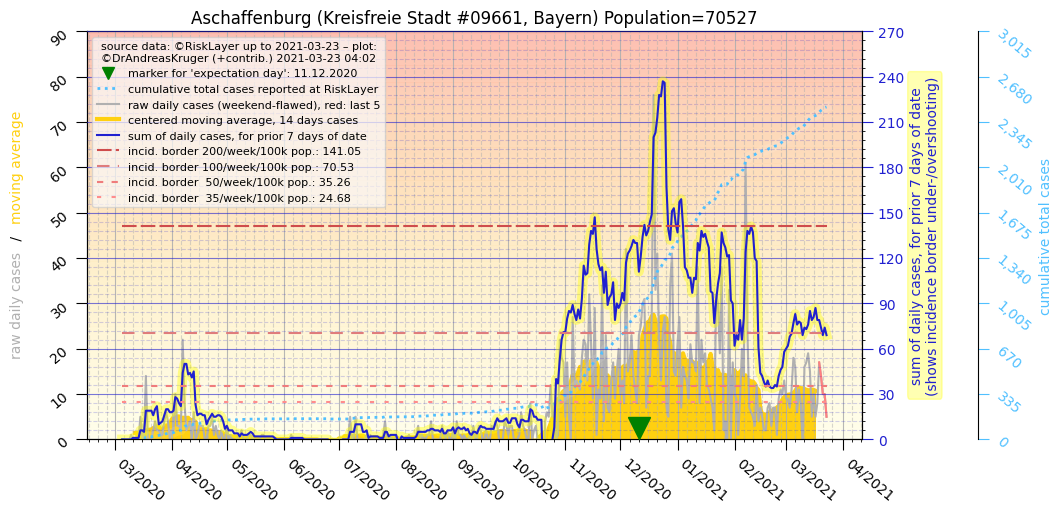 Aschaffenburg (Kreisfreie Stadt #09661, Bayern) Population=70527
source data: ©RiskLayer up to 2021-03-23 – plot:
©DrAndreasKruger (+contrib.) 2021-03-23 04:02
marker for 'expectation day': 11.12.2020
cumulative total cases reported at RiskLayer
raw daily cases (weekend-flawed), red: last 5
centered moving average, 14 days cases
sum of daily cases, for prior 7 days of date
incid. border 200/week/100k pop.: 141.05
incid. border 100/week/100k pop.: 70.53
incid. border  50/week/100k pop.: 35.26
incid. border  35/week/100k pop.: 24.68
raw daily cases / moving average
90
80
70
60
50
40
30
20
10
0
03/2020
04/2020
05/2020
06/2020
07/2020
08/2020
09/2020
10/2020
11/2020
12/2020
01/2021
02/2021
03/2021
04/2021
270
240
210
180
150
120
90
60
30
0
sum of daily cases, for prior 7 days of date
(shows incidence border under-/overshooting)
3,015
2,680
2,345
2,010
1,675
1,340
1,005
670
335
0
cumulative total cases